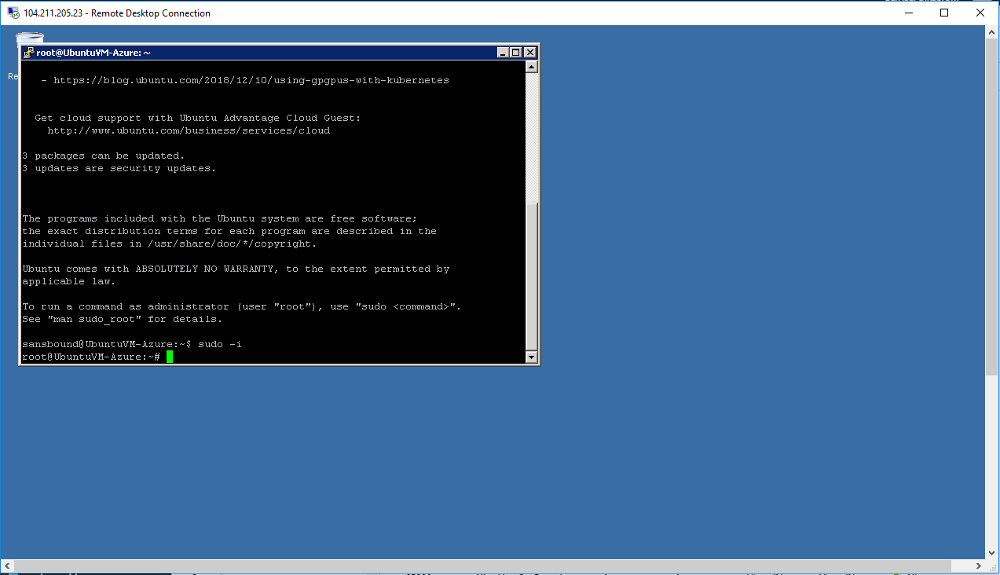 104.211.205.23 - Remote Desktop Connection
Re
root@UbuntuVM-Azure: ~
- https://blog.ubuntu.com/2018/12/10/using-gpgpus-with-kubernetes
Get cloud support with Ubuntu Advantage Cloud Guest:
http://www.ubuntu.com/business/services/cloud
3 packages can be updated.
3 updates are security updates.
The programs included with the Ubuntu system are free software;
the exact distribution terms for each program are described in the
individual files in /usr/share/doc/*/copyright.
Ubuntu comes with ABSOLUTELY NO WARRANTY, to the extent permitted by
applicable law.
To run a command as administrator (user "root"), use "sudo <command>".
See "man sudo_root" for details.
sansbound@UbuntuVM-Azure:~$ sudo -i
root@UbuntuVM-Azure:~#